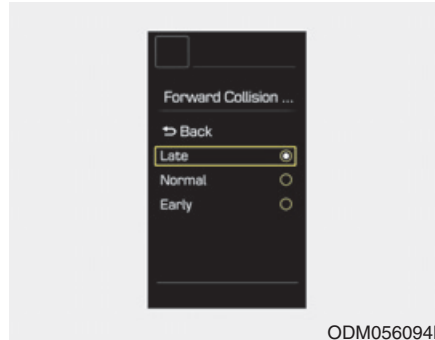 Forward Collision ...
Back
Late
Normal
Early
ODM056094